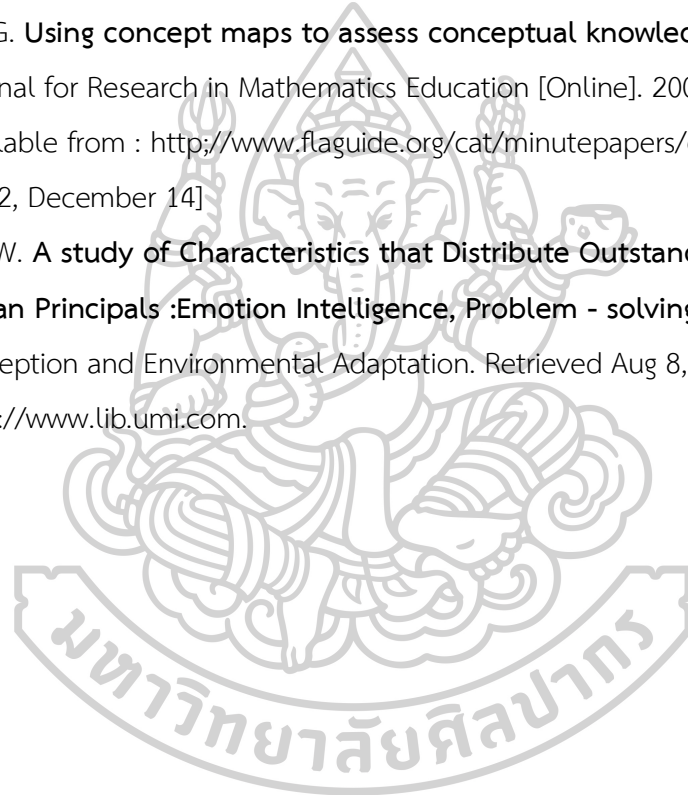 G. Using concept maps to assess conceptual knowled
nal for Research in Mathematics Education [Online]. 200
lable from : http;//www.flaguide.org/cat/minutepapers/
2, December 14]
W. A study of Characteristics that Distribute Outstand
an Principals :Emotion Intelligence, Problem - solving
eption and Environmental Adaptation. Retrieved Aug 8,
://www.lib.umi.com.
มหาวิทยาลัยศิลปากร